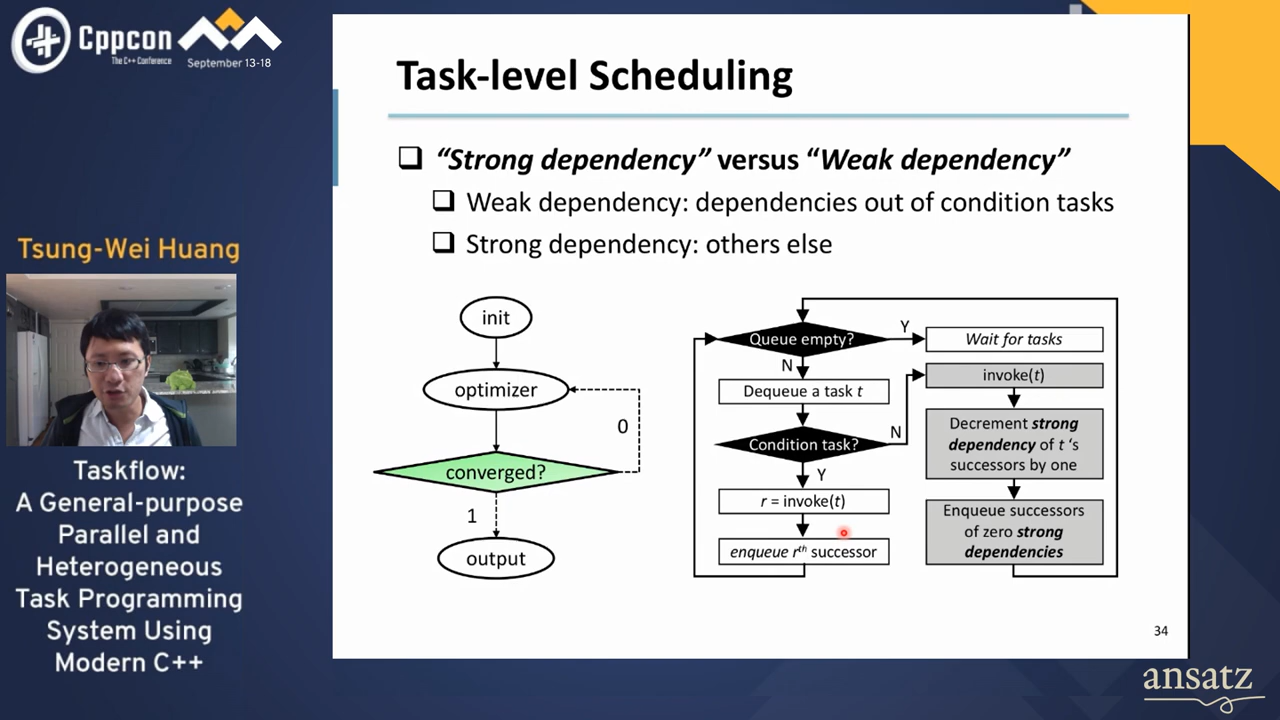 Cppcon
The C++ Conference
September 13-18
Task-level Scheduling
“Strong dependency” versus “Weak dependency”
Weak dependency: dependencies out of condition tasks
Strong dependency: others else
Tsung-Wei Huang
Taskflow:
A General-purpose
Parallel and
Heterogeneous
Task Programming
System Using
Modern C++
init
optimizer
0
converged?
1
output
Queue empty?
Y
Wait for tasks
N
Dequeue a task t
Condition task?
N
Y
r = invoke(t)
enqueue rth successor
invoke(t)
Decrement strong
dependency of t ‘s
successors by one
Enqueue successors
of zero strong
dependencies
34
ansatz